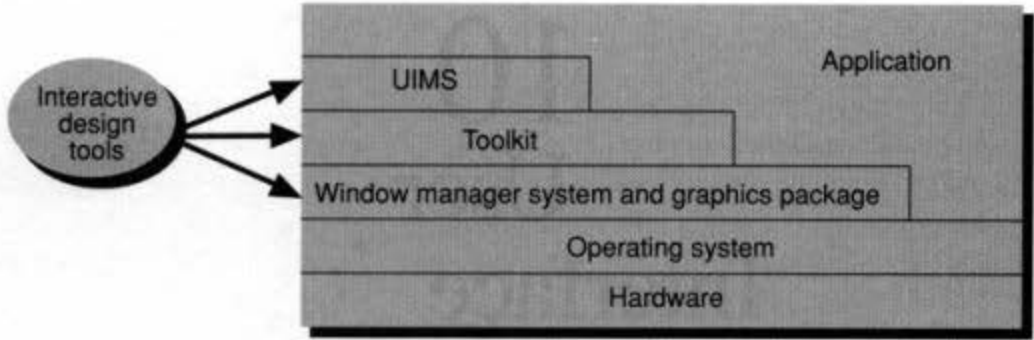 Application
UIMS
Interactive
design
tools
Toolkit
Window manager system and graphics package
Operating system
Hardware